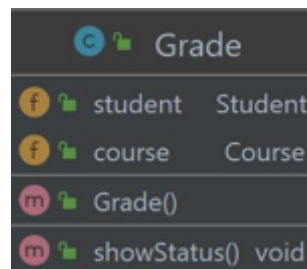 Grade
student Student
course Course
Grade()
showStatus() void